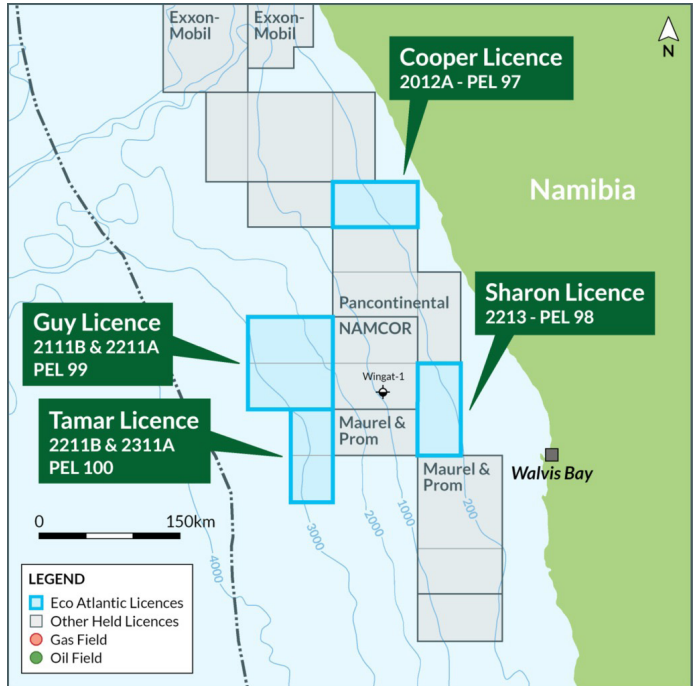 Exxon-
Mobil
Exxon-
Mobil
N
Cooper Licence
2012A - PEL 97
Namibia
Pancontinental
Sharon Licence
2213 - PEL 98
Guy Licence
2111B & 2211A
PEL 99
NAMCOR
Wingat-1
Tamar Licence
2211B & 2311A
PEL 100
Maurel &
Prom
Maurel &
Prom
Walvis Bay
0 150km
4000
3000
2000
1000
200
LEGEND
Eco Atlantic Licences
Other Held Licences
Gas Field
Oil Field